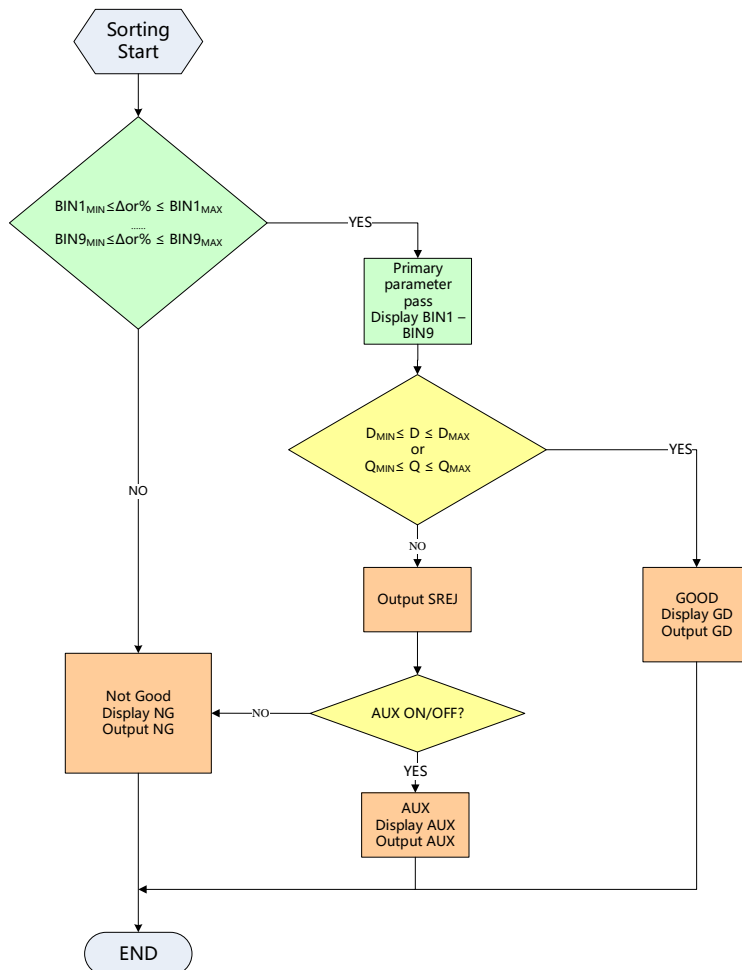 Sorting
Start
BIN1MIN≤Δor% ≤ BIN1MAX
......
BIN9MIN≤Δor% ≤ BIN9MAX
YES
Primary
parameter
pass
Display BIN1 –
BIN9
DMIN≤ D ≤ DMAX
or
QMIN≤ Q ≤ QMAX
YES
NO
NO
Output SREJ
GOOD
Display GD
Output GD
Not Good
Display NG
Output NG
NO
AUX ON/OFF?
YES
AUX
Display AUX
Output AUX
END